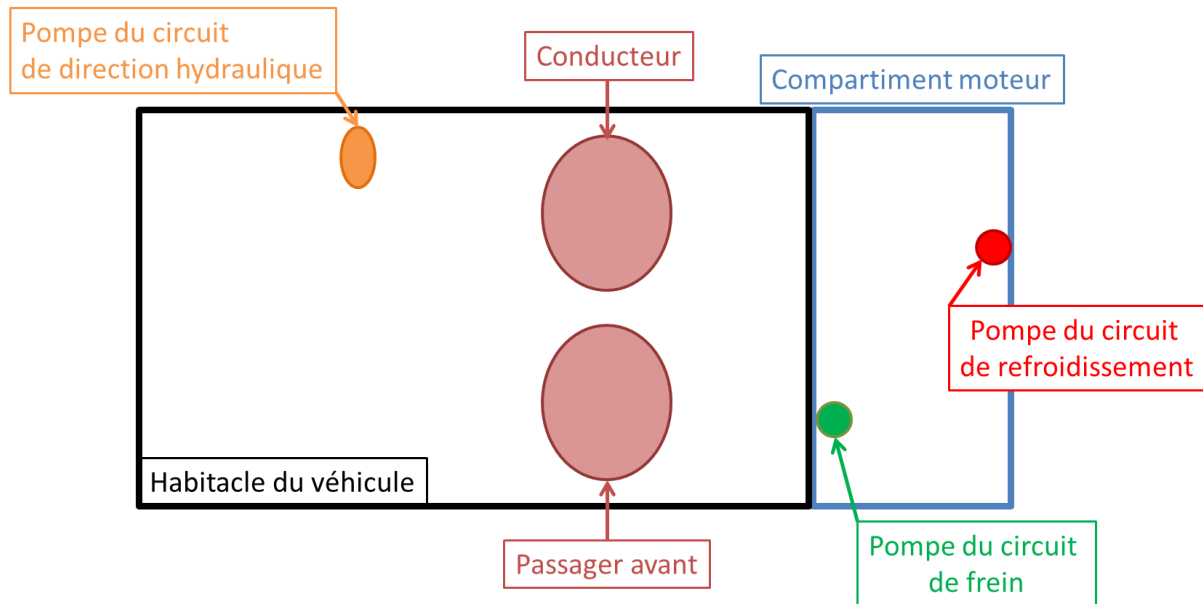 Pompe du circuit
de direction hydraulique
Conducteur
Compartiment moteur
Pompe du circuit
de refroidissement
Habitacle du véhicule
Passager avant
Pompe du circuit
de frein